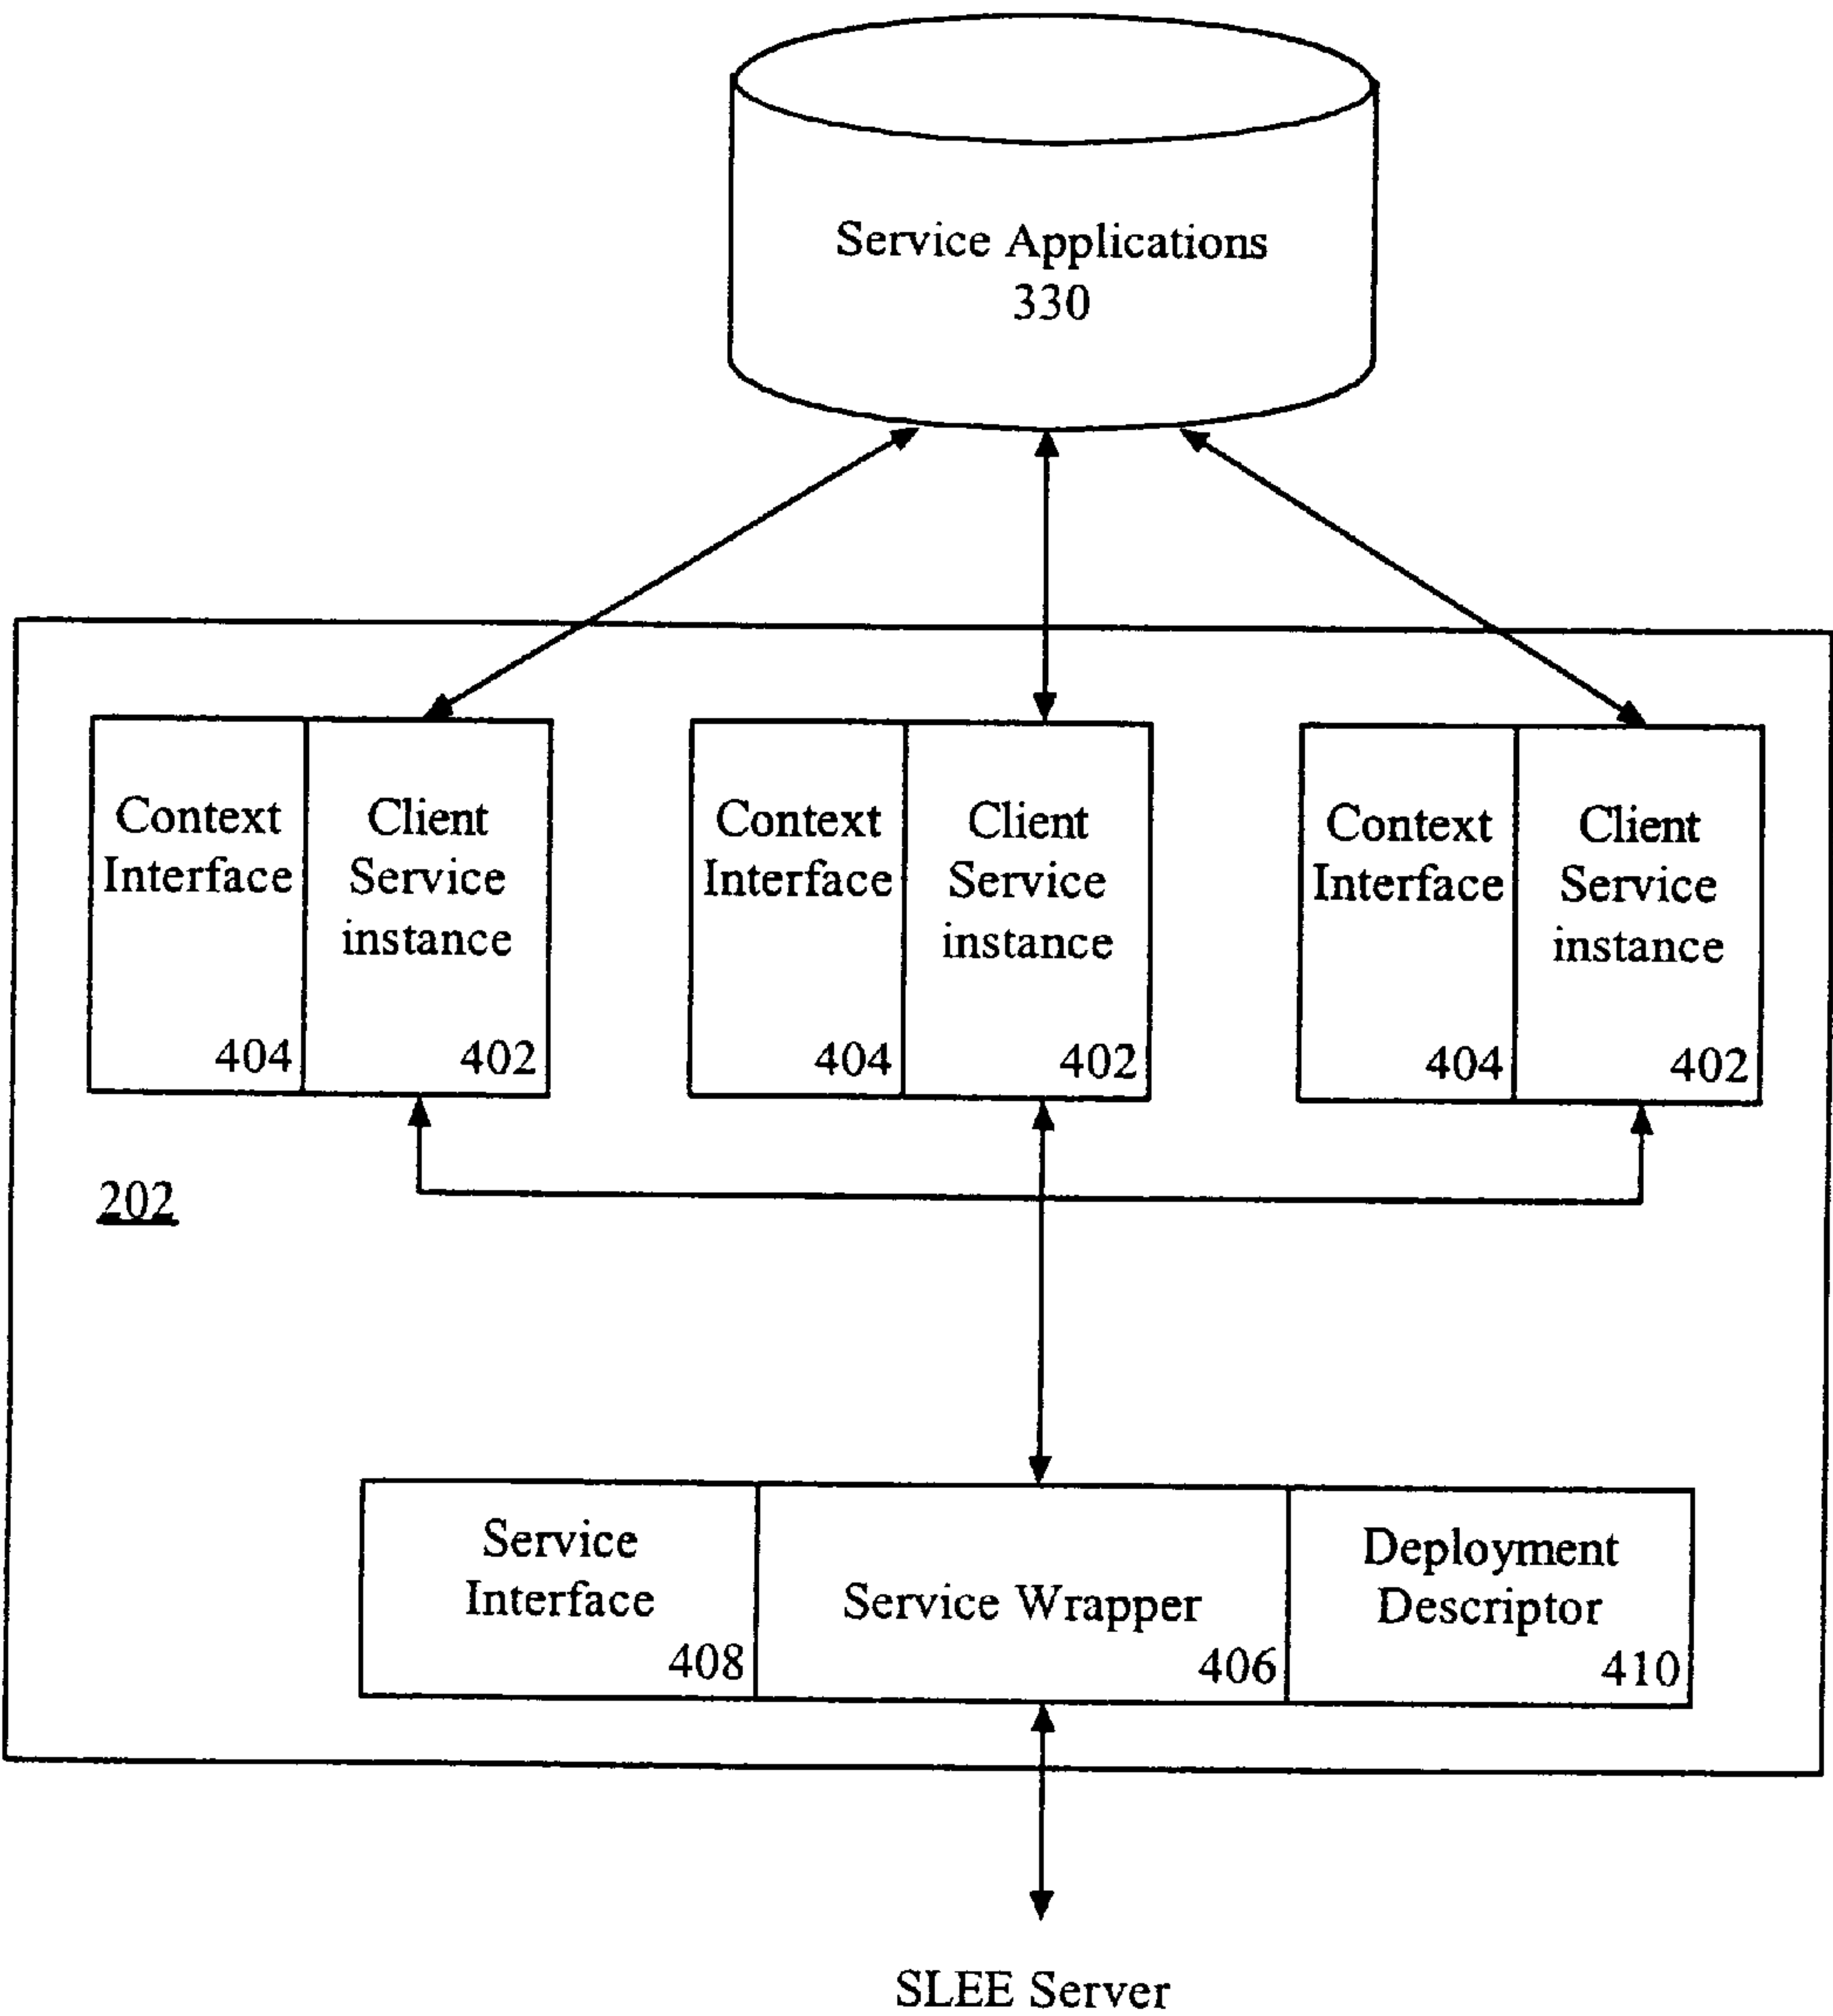 Service Applications
330
Context
Interface
404
Client
Service
instance
402
Context
Interface
404
Client
Service
instance
402
Context
Interface
404
Client
Service
instance
402
202
Service
Interface
408
Service Wrapper
406
Deployment
Descriptor
410
SLEE Server